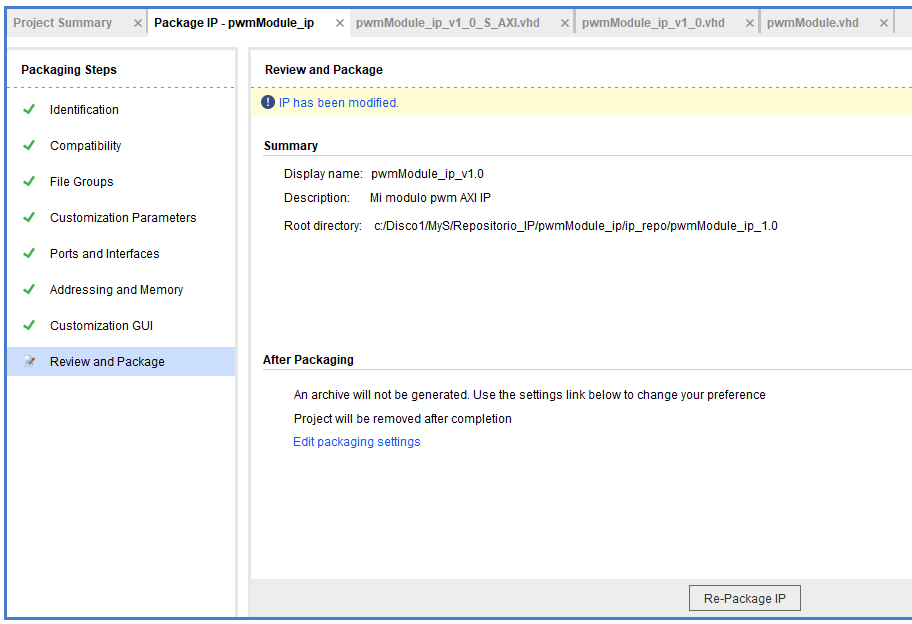 Project Summary
Package IP - pwmModule_ip
pwmModule_ip_v1_0_S_AXI.vhd
pwmModule_ip_v1_0.vhd
pwmModule.vhd
Packaging Steps
Identification
Compatibility
File Groups
Customization Parameters
Ports and Interfaces
Addressing and Memory
Customization GUI
Review and Package
Review and Package
IP has been modified.
Summary
Display name: pwmModule_ip_v1.0
Description: Mi modulo pwm AXI IP
Root directory: c:/Disco1/MyS/Repositorio_IP/pwmModule_ip/ip_repo/pwmModule_ip_1.0
After Packaging
An archive will not be generated. Use the settings link below to change your preference
Project will be removed after completion
Edit packaging settings
Re-Package IP